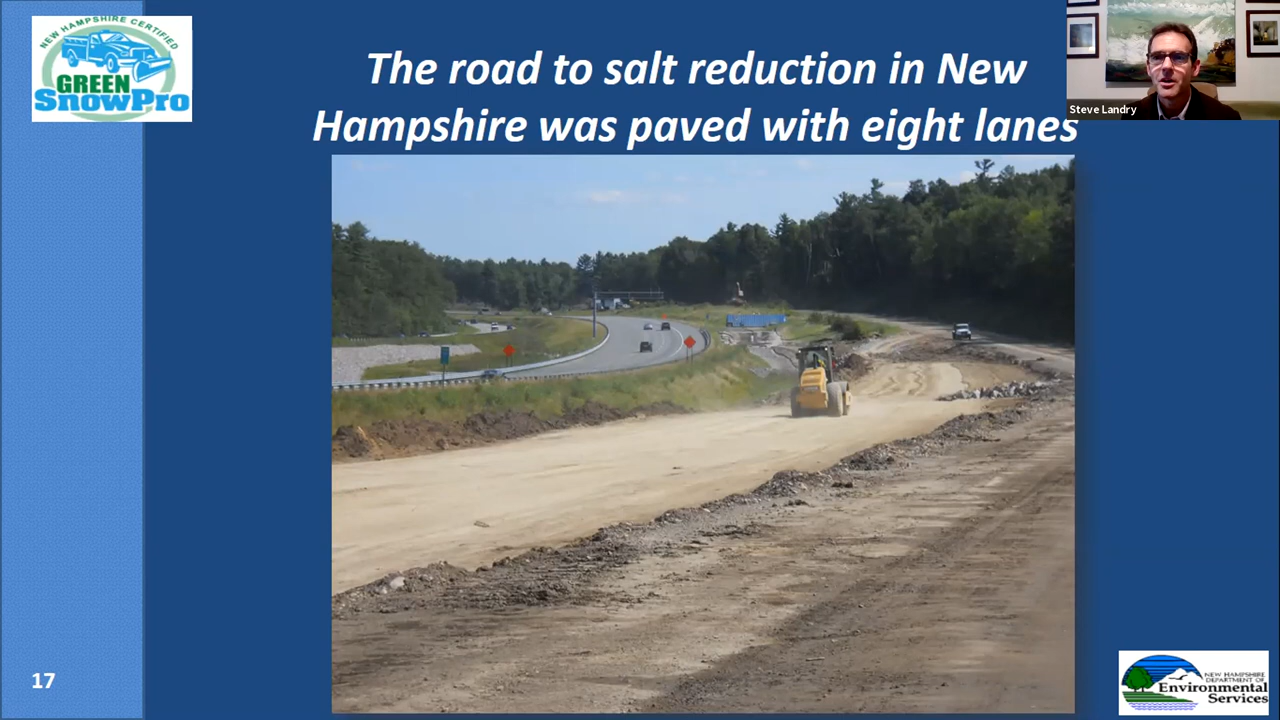 NEW HAMPSHIRE CERTIFIED
GREEN
SnowPro
The road to salt reduction in New
Hampshire was paved with eight lanes
Steve Landry
17
NEW HAMPSHIRE
DEPARTMENT OF
Environmental
Services